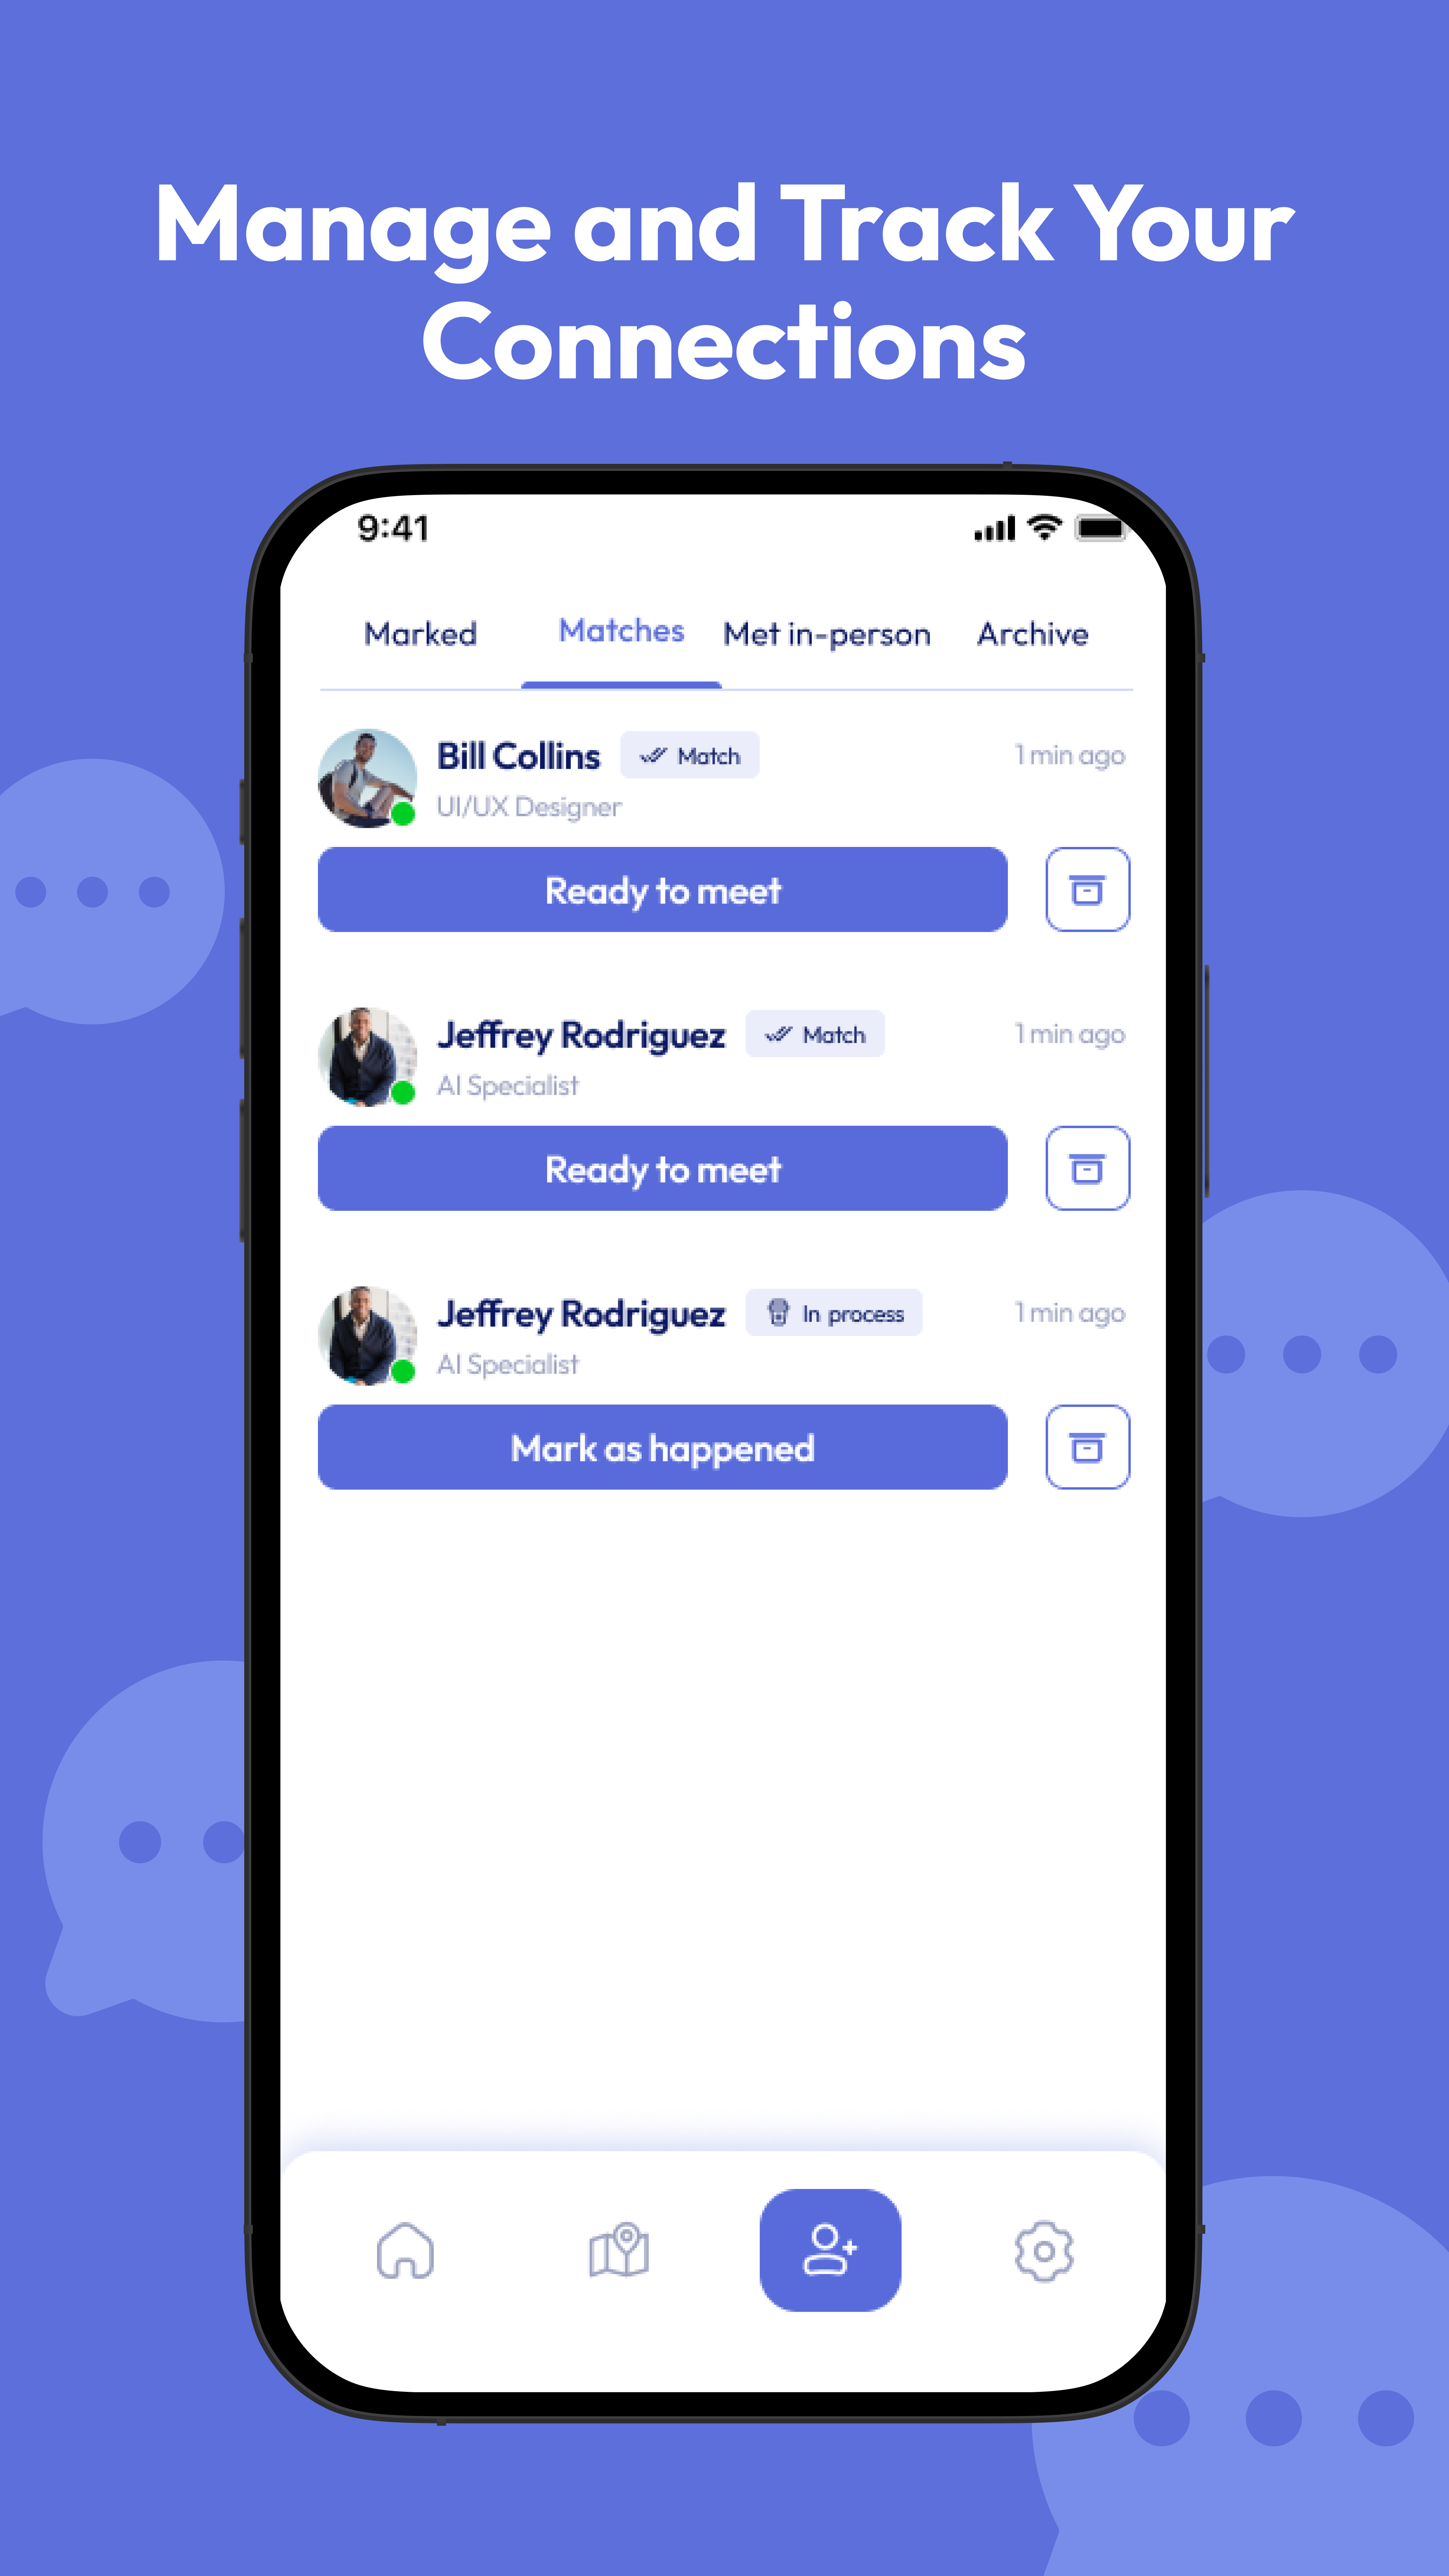 Manage and Track Your
Connections
9:41
Marked Matches Met in-person Archive
Bill Collins Match 1 min ago
UI/UX Designer
Ready to meet
Jeffrey Rodriguez Match 1 min ago
AI Specialist
Ready to meet
Jeffrey Rodriguez In process 1 min ago
AI Specialist
Mark as happened